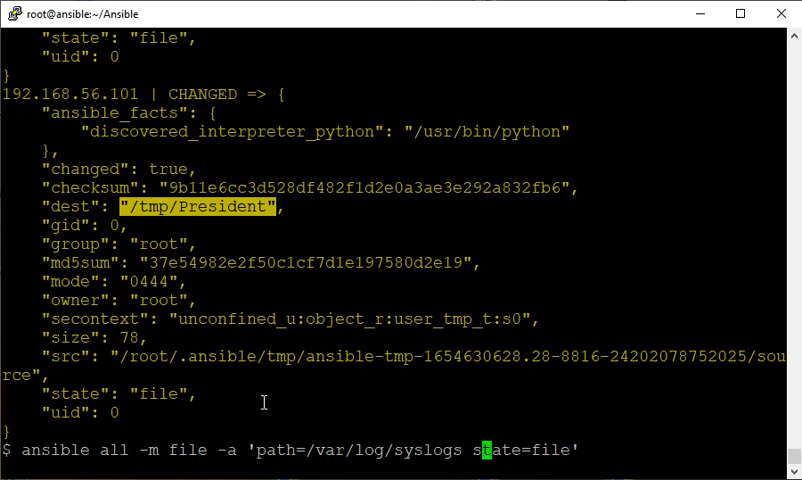 root@ansible:~/Ansible
"state": "file",
"uid": 0
}
192.168.56.101 | CHANGED => {
"ansible_facts": {
"discovered_interpreter_python": "/usr/bin/python"
},
"changed": true,
"checksum": "9b11e6cc3d528df482f1d2e0a3ae3e292a832fb6",
"dest": "/tmp/President",
"gid": 0,
"group": "root",
"md5sum": "37e54982e2f50c1cf7d1e197580d2e19",
"mode": "0444",
"owner": "root",
"secontext": "unconfined_u:object_r:user_tmp_t:s0",
"size": 78,
"src": "/root/.ansible/tmp/ansible-tmp-1654630628.28-8816-24202078752025/sou
rce",
"state": "file",
"uid": 0
}
$ ansible all -m file -a 'path=/var/log/syslogs state=file'